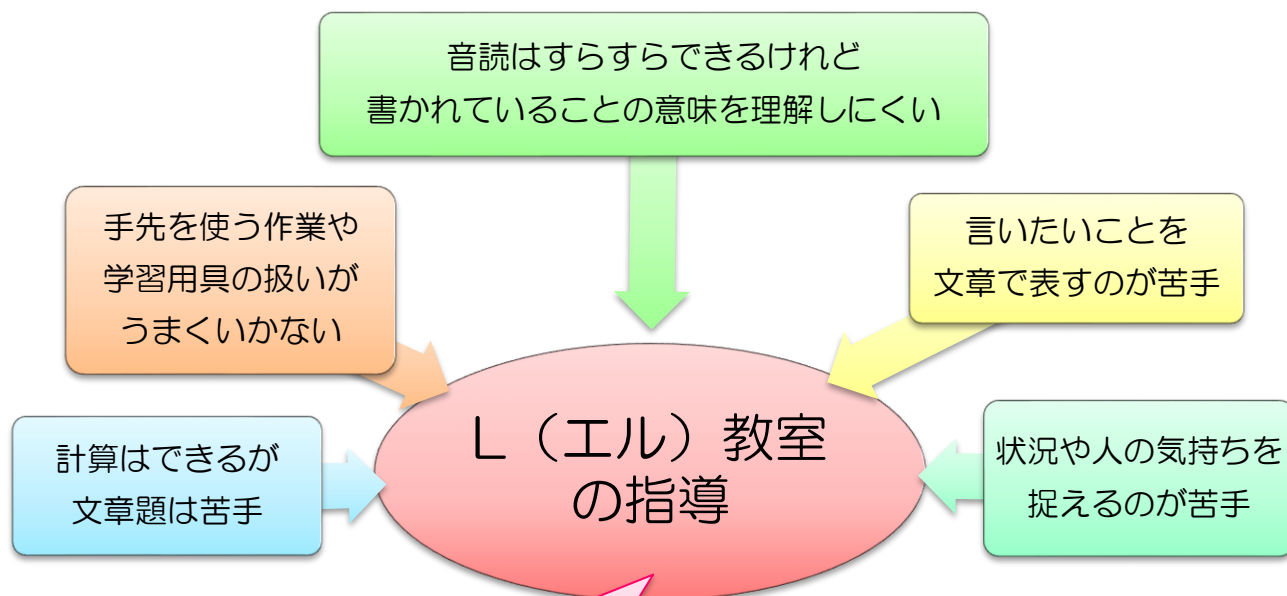 音読はすらすらできるけれど
書かれていることの意味を理解しにくい
手先を使う作業や
学習用具の扱いが
うまくいかない
言いたいことを
文章で表すのが苦手
計算はできるが
文章題は苦手
L（エル）教室
の指導
状況や人の気持ちを
捉えるのが苦手